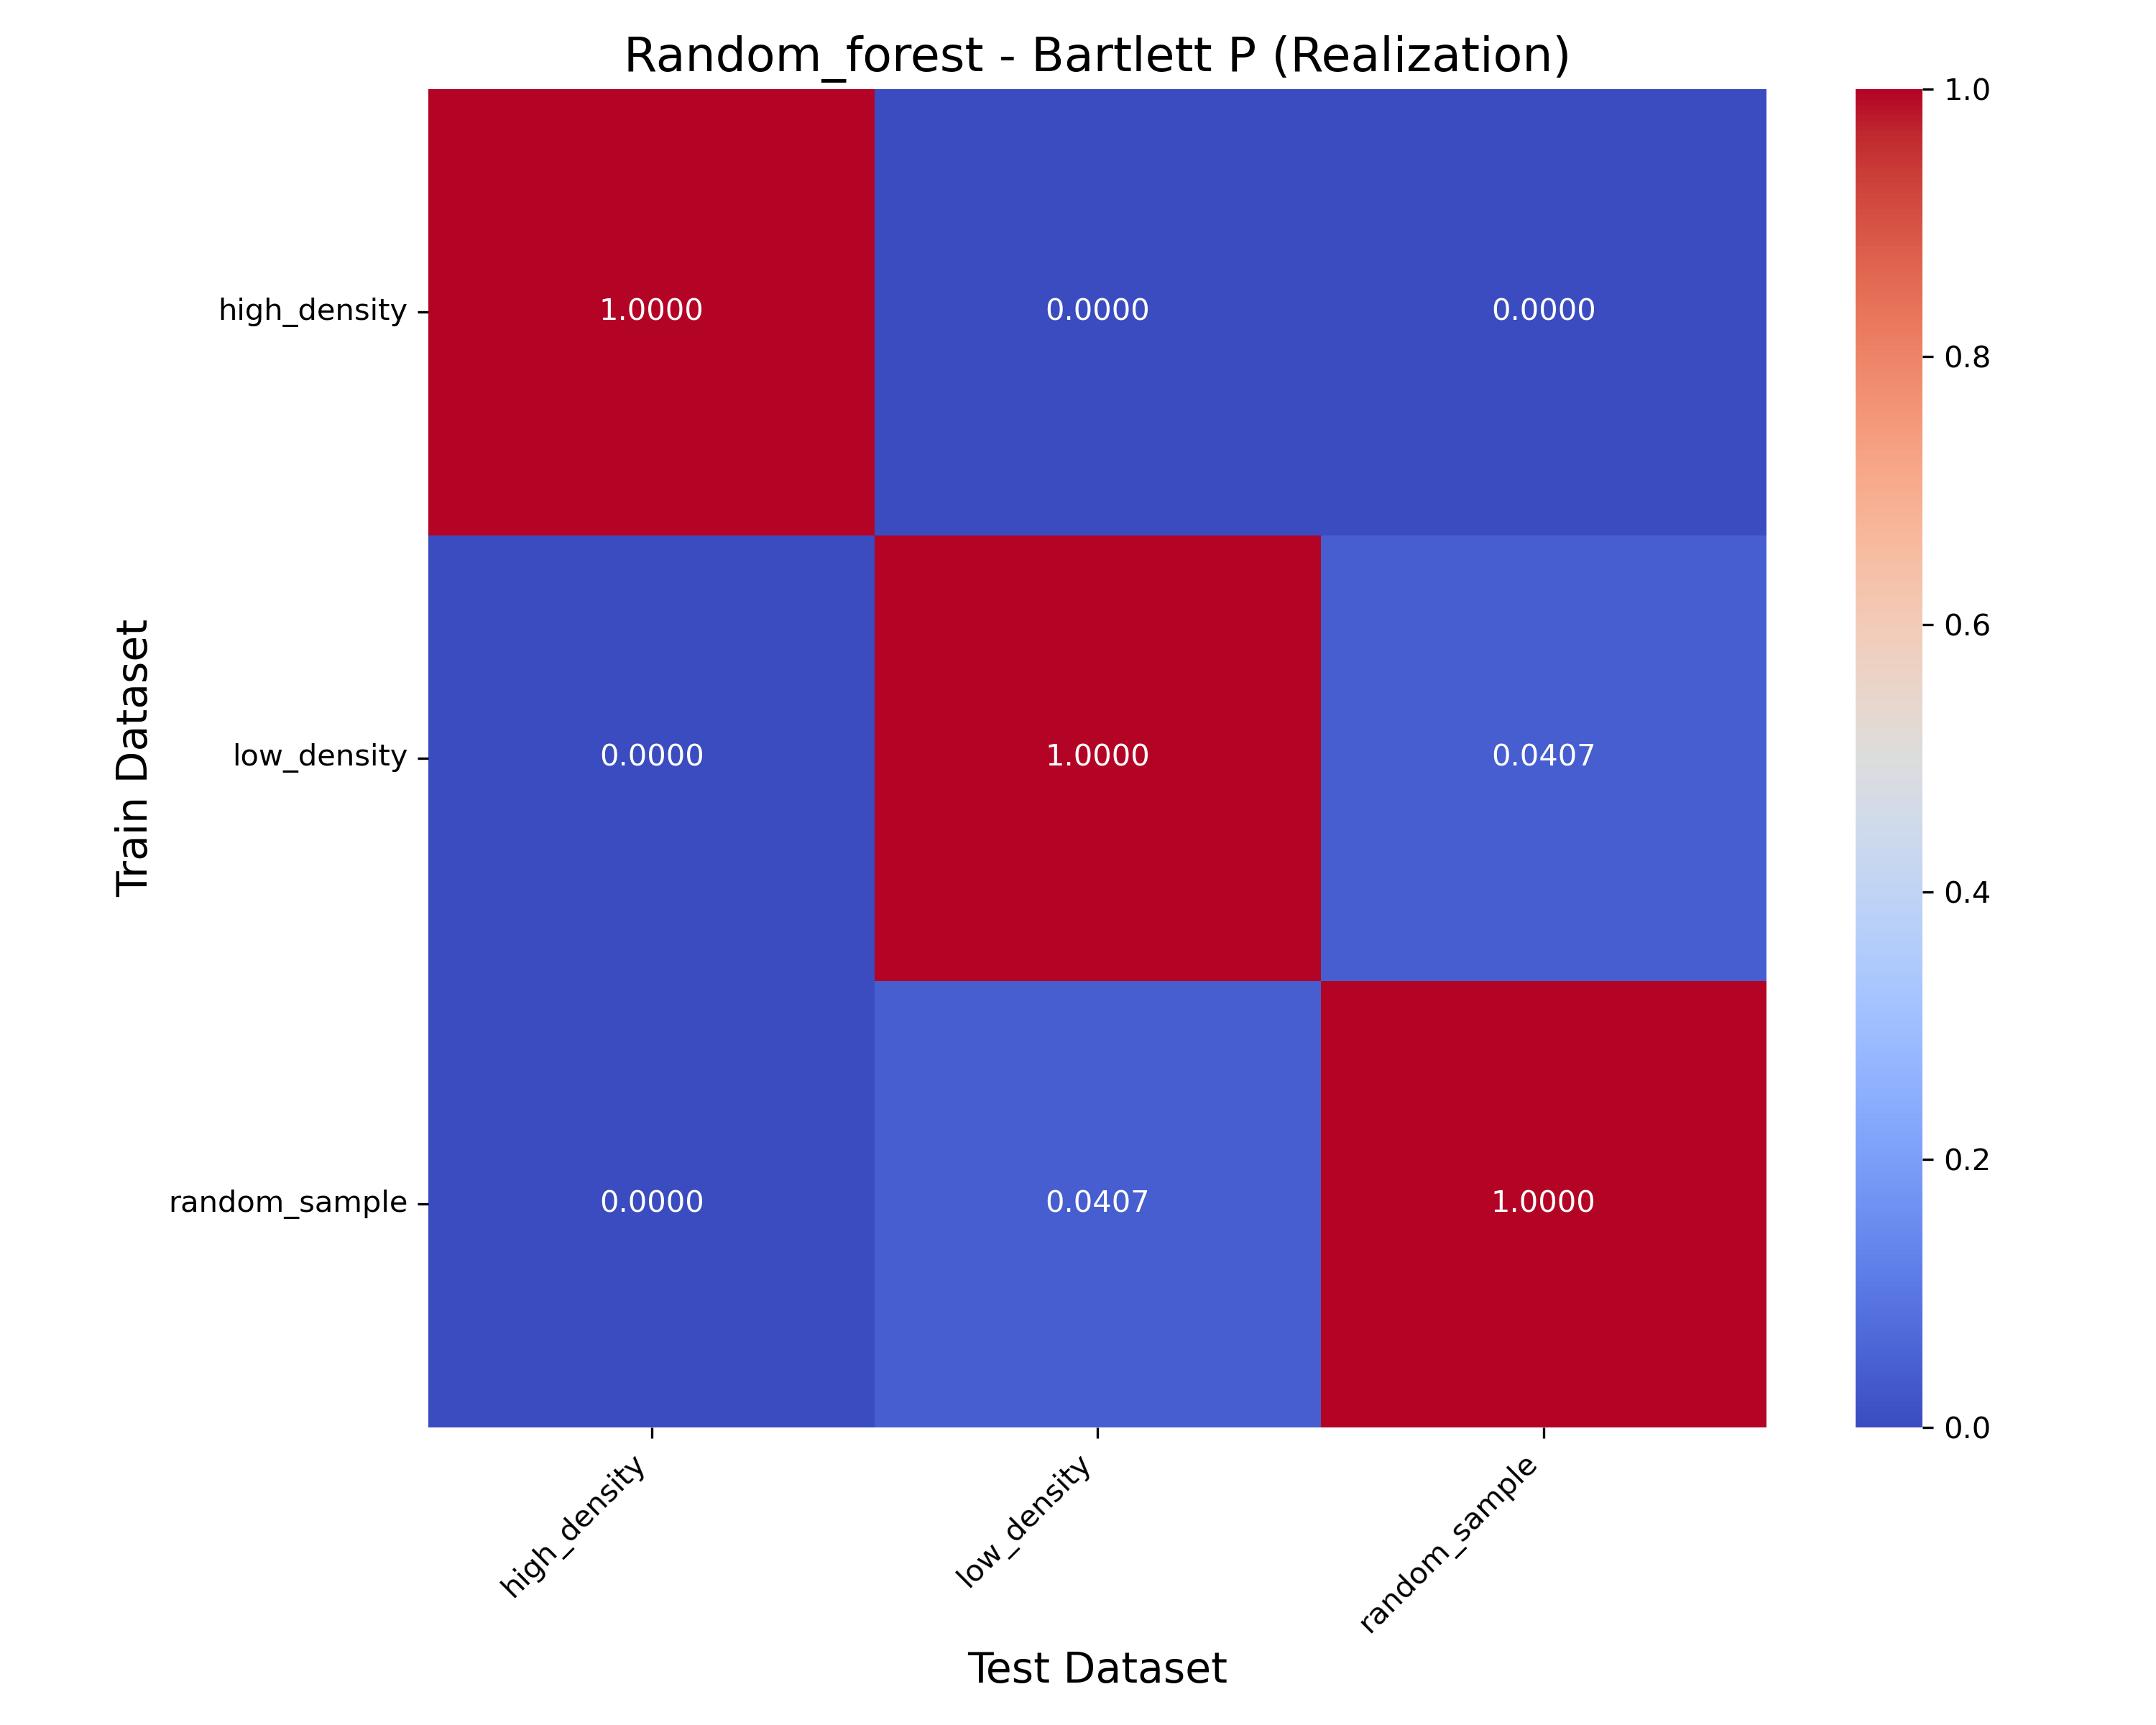 Random_forest - Bartlett P (Realization)
Train Dataset
high_density
1.0000
0.0000
0.0000
low_density
0.0000
1.0000
0.0407
random_sample
0.0000
0.0407
1.0000
high_density
low_density
random_sample
Test Dataset
1.0
0.8
0.6
0.4
0.2
0.0